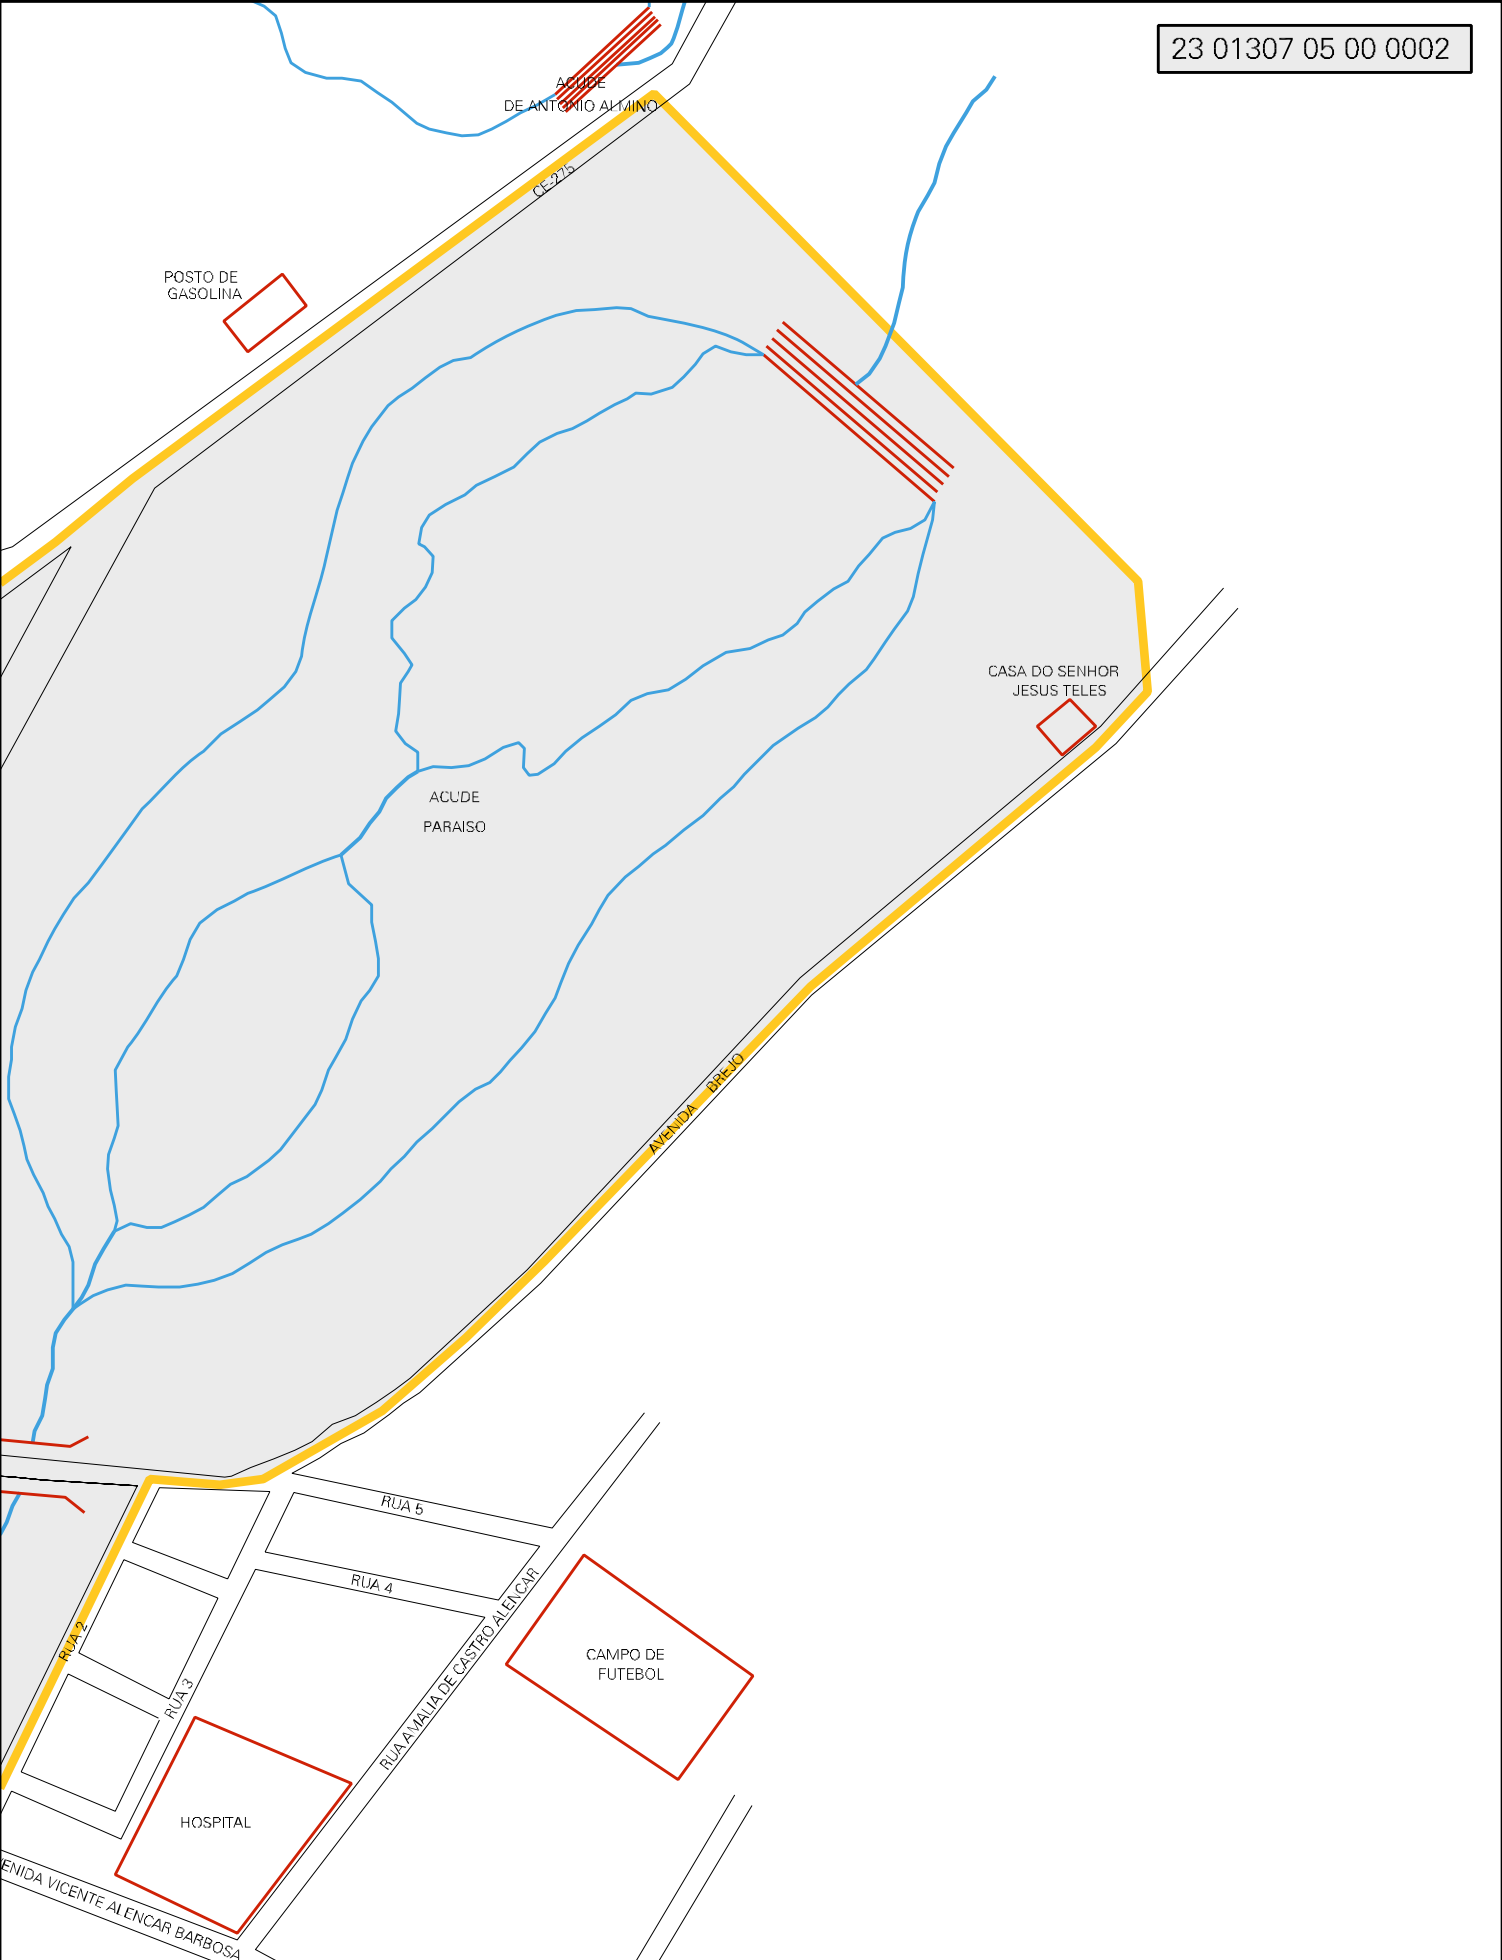 23 01307 05 00 0002
ACUDE
DE ANTONIO ALMINO
CE-275
POSTO DE
GASOLINA
CASA DO SENHOR
JESUS TELES
ACUDE
PARAISO
AVENIDA BREJO
RUA 5
RUA 4
RUA 2
RUA 3
RUA AMALIA DE CASTRO ALENCAR
CAMPO DE
FUTEBOL
HOSPITAL
VENIDA VICENTE ALENCAR BARBOSA